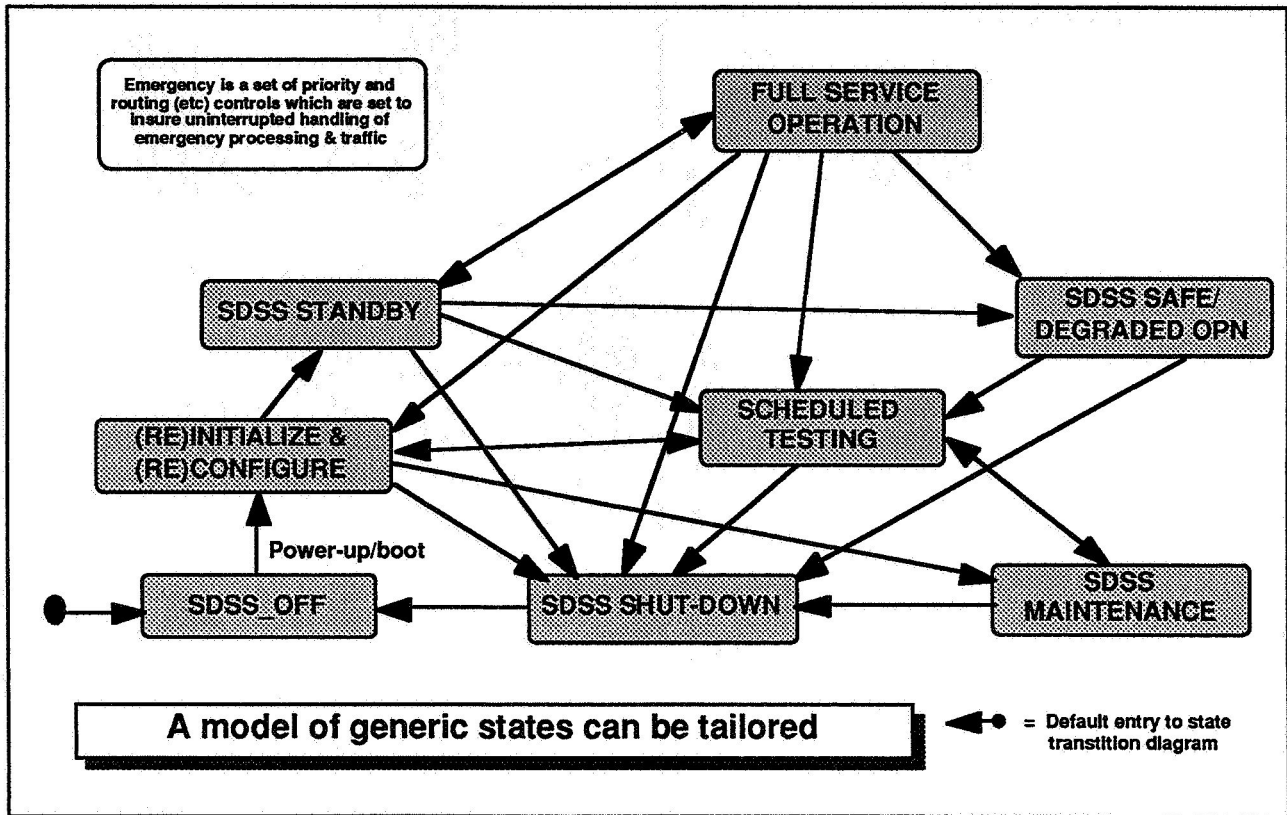 Emergency is a set of priority and
routing (etc) controls which are set to
insure uninterrupted handling of
emergency processing & traffic
FULL SERVICE
OPERATION
SDSS STANDBY
SDSS SAFE/
DEGRADED OPN
SCHEDULED
TESTING
(RE)INITIALIZE &
(RE)CONFIGURE
Power-up/boot
SDSS_OFF
SDSS SHUT-DOWN
SDSS
MAINTENANCE
A model of generic states can be tailored
= Default entry to state
transtition diagram